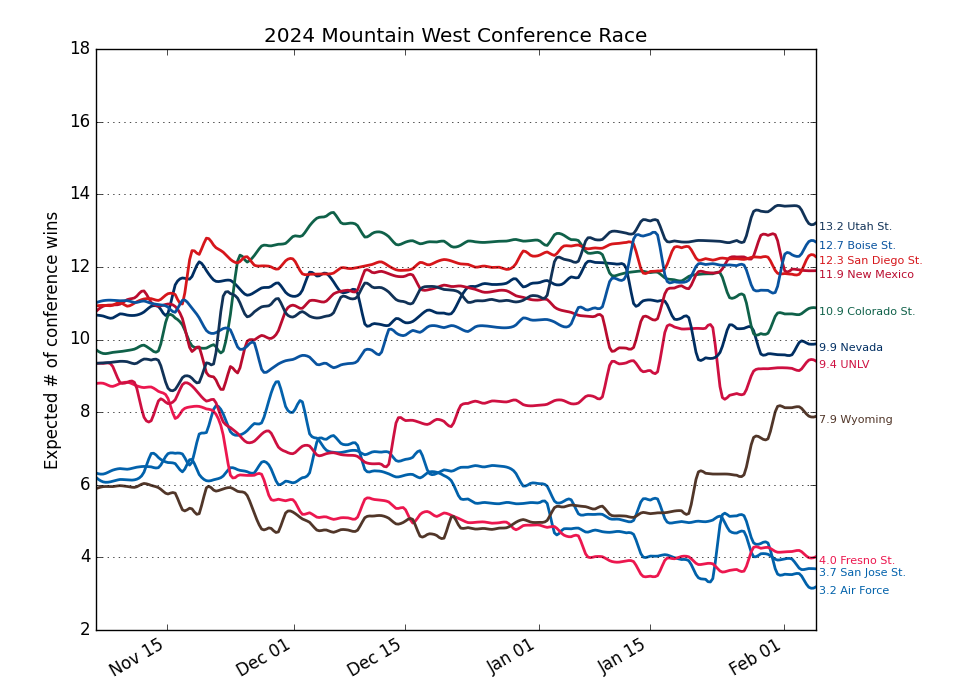 2024 Mountain West Conference Race
Expected # of conference wins
18
16
14
12
10
8
6
4
2
Nov 15
Dec 01
Dec 15
Jan 01
Jan 15
Feb 01
13.2 Utah St.
12.7 Boise St.
12.3 San Diego St.
11.9 New Mexico
10.9 Colorado St.
9.9 Nevada
9.4 UNLV
7.9 Wyoming
4.0 Fresno St.
3.7 San Jose St.
3.2 Air Force